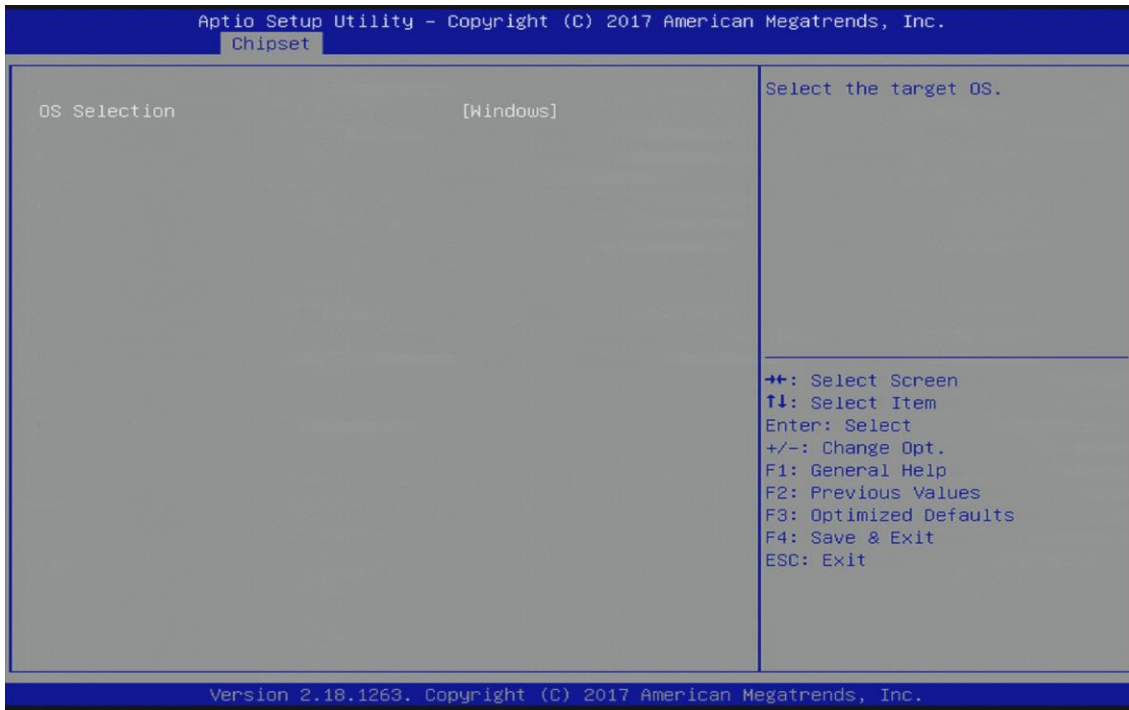 Aptio Setup Utility – Copyright (C) 2017 American Megatrends, Inc.
Chipset
OS Selection [Windows]
Select the target OS.
→←: Select Screen
↑↓: Select Item
Enter: Select
+/-: Change Opt.
F1: General Help
F2: Previous Values
F3: Optimized Defaults
F4: Save & Exit
ESC: Exit
Version 2.18.1263. Copyright (C) 2017 American Megatrends, Inc.